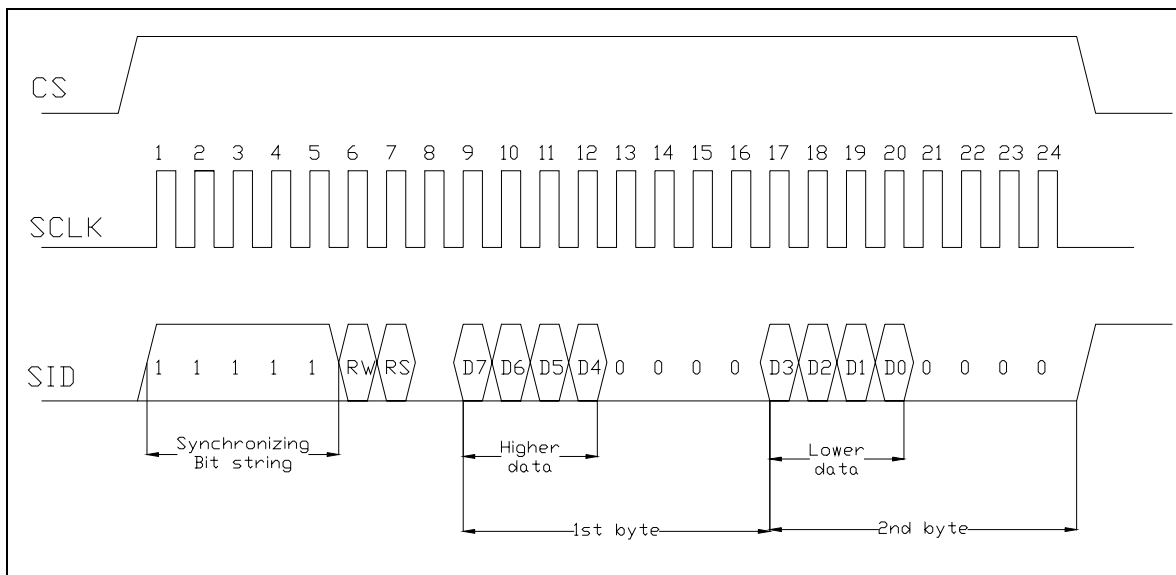 CS
1 2 3 4 5 6 7 8 9 10 11 12 13 14 15 16 17 18 19 20 21 22 23 24
SCLK
SID
1 1 1 1 1 RW RS D7 D6 D5 D4 0 0 0 0 D3 D2 D1 D0 0 0 0 0
Synchronizing
Bit string
Higher
data
Lower
data
1st byte
2nd byte